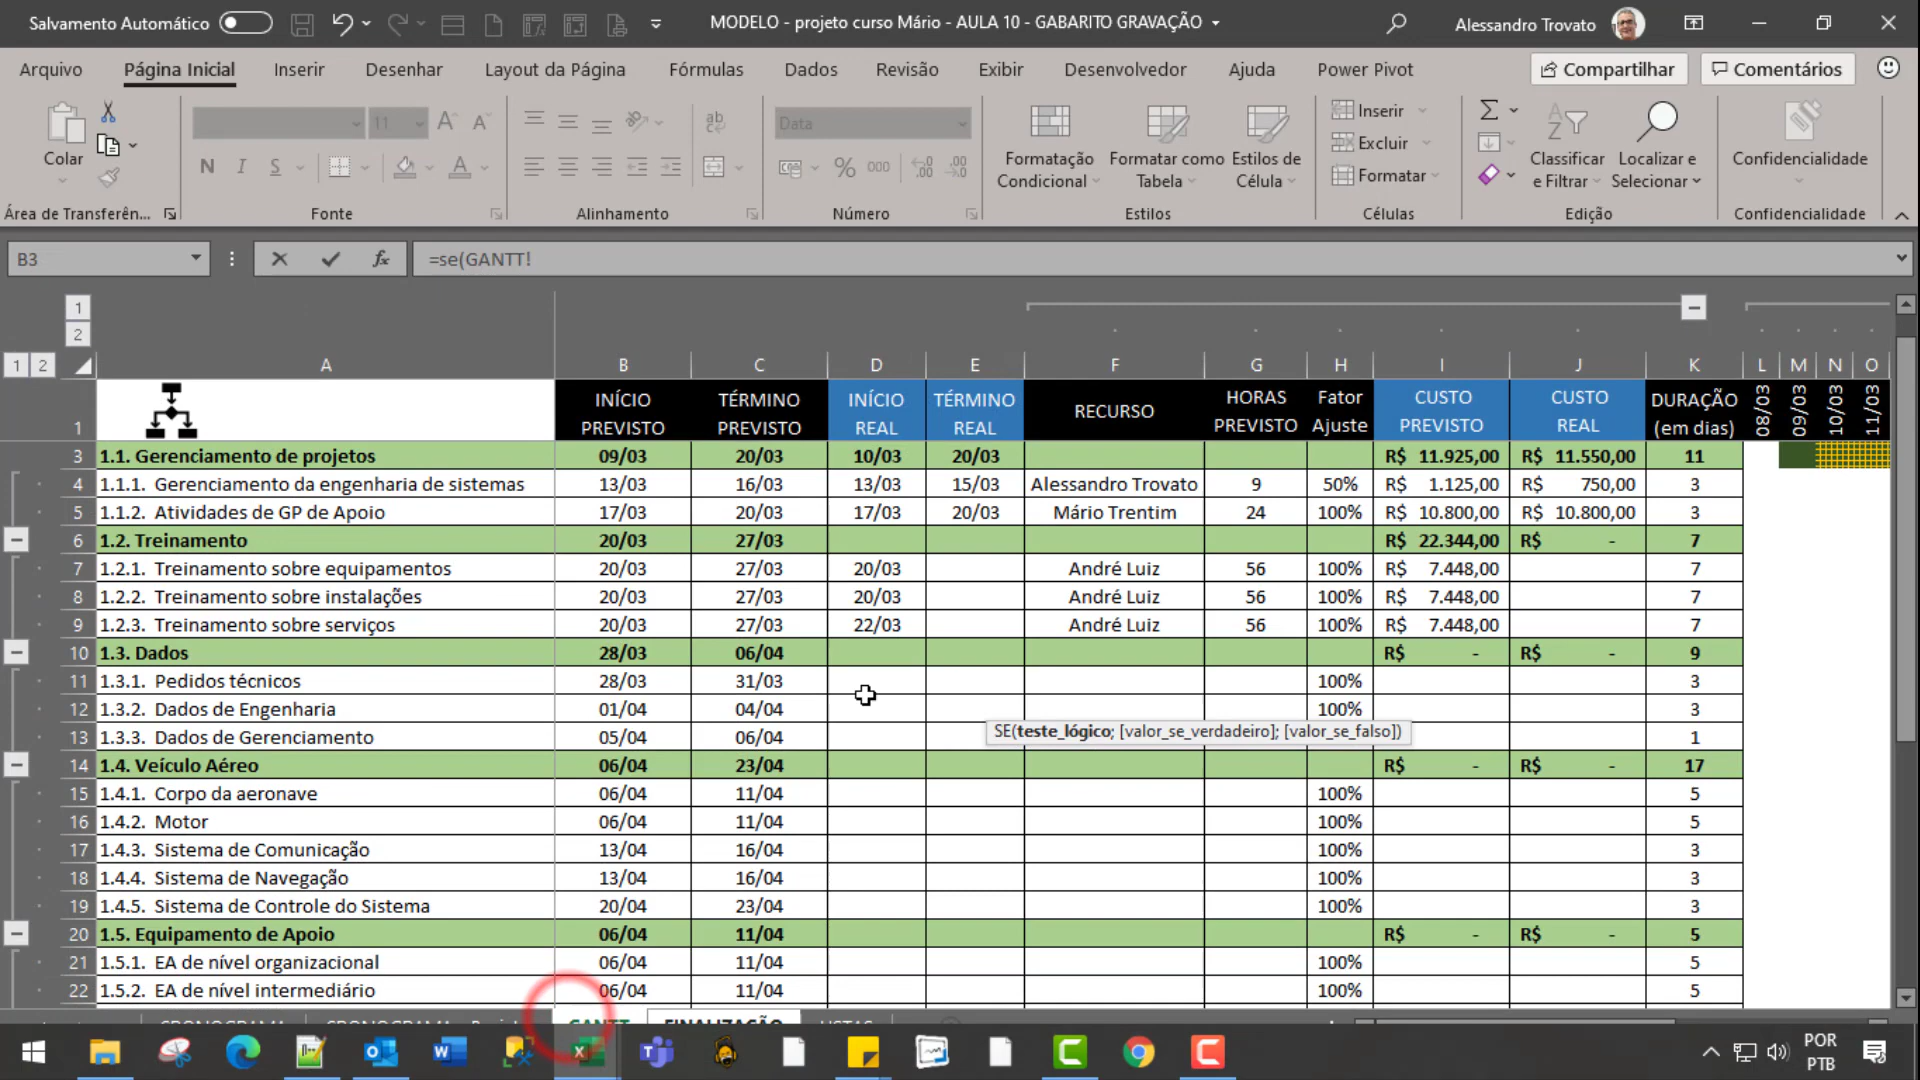 Salvamento Automático
MODELO - projeto curso Mário - AULA 10 - GABARITO GRAVAÇÃO
Alessandro Trovato
Arquivo Página Inicial Inserir Desenhar Layout da Página Fórmulas Dados Revisão Exibir Desenvolvedor Ajuda Power Pivot Compartilhar Comentários
Colar
11
Data
N I S
% 000
Formatação Condicional
Formatar como Tabela
Estilos de Célula
Inserir
Excluir
Formatar
Classificar e Filtrar
Localizar e Selecionar
Confidencialidade
Área de Transferên... Fonte Alinhamento Número Estilos Células Edição Confidencialidade
B3 fx =se(GANTT!
1
2
1 2 A B C D E F G H I J K L M N O
1 INÍCIO PREVISTO TÉRMINO PREVISTO INÍCIO REAL TÉRMINO REAL RECURSO HORAS PREVISTO Fator Ajuste CUSTO PREVISTO CUSTO REAL DURAÇÃO (em dias) 08/03 09/03 10/03 11/03
3 1.1. Gerenciamento de projetos 09/03 20/03 10/03 20/03 R$ 11.925,00 R$ 11.550,00 11
4 1.1.1. Gerenciamento da engenharia de sistemas 13/03 16/03 13/03 15/03 Alessandro Trovato 9 50% R$ 1.125,00 R$ 750,00 3
5 1.1.2. Atividades de GP de Apoio 17/03 20/03 17/03 20/03 Mário Trentim 24 100% R$ 10.800,00 R$ 10.800,00 3
6 1.2. Treinamento 20/03 27/03 R$ 22.344,00 R$ - 7
7 1.2.1. Treinamento sobre equipamentos 20/03 27/03 20/03 André Luiz 56 100% R$ 7.448,00 7
8 1.2.2. Treinamento sobre instalações 20/03 27/03 20/03 André Luiz 56 100% R$ 7.448,00 7
9 1.2.3. Treinamento sobre serviços 20/03 27/03 22/03 André Luiz 56 100% R$ 7.448,00 7
10 1.3. Dados 28/03 06/04 R$ - R$ - 9
11 1.3.1. Pedidos técnicos 28/03 31/03 100% 3
12 1.3.2. Dados de Engenharia 01/04 04/04 100% 3
SE(teste_lógico; [valor_se_verdadeiro]; [valor_se_falso])
13 1.3.3. Dados de Gerenciamento 05/04 06/04 1
14 1.4. Veículo Aéreo 06/04 23/04 R$ - R$ - 17
15 1.4.1. Corpo da aeronave 06/04 11/04 100% 5
16 1.4.2. Motor 06/04 11/04 100% 5
17 1.4.3. Sistema de Comunicação 13/04 16/04 100% 3
18 1.4.4. Sistema de Navegação 13/04 16/04 100% 3
19 1.4.5. Sistema de Controle do Sistema 20/04 23/04 100% 3
20 1.5. Equipamento de Apoio 06/04 11/04 R$ - R$ - 5
21 1.5.1. EA de nível organizacional 06/04 11/04 100% 5
22 1.5.2. EA de nível intermediário 06/04 11/04 100% 5
CRONOGRAMA CRONOGRAMA GANTT FINALIZAÇÃO LISTAS
POR
PTB